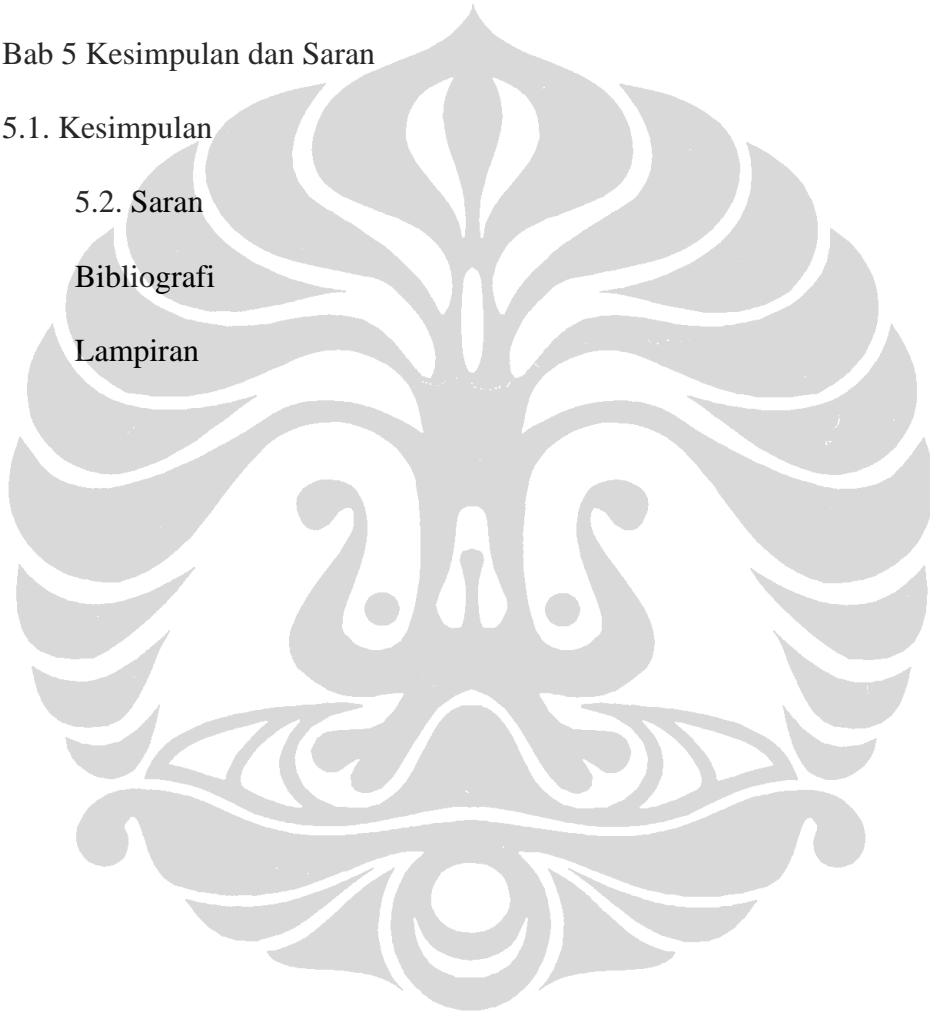 Bab 5 Kesimpulan dan Saran
5.1. Kesimpulan
5.2. Saran
Bibliografi
Lampiran